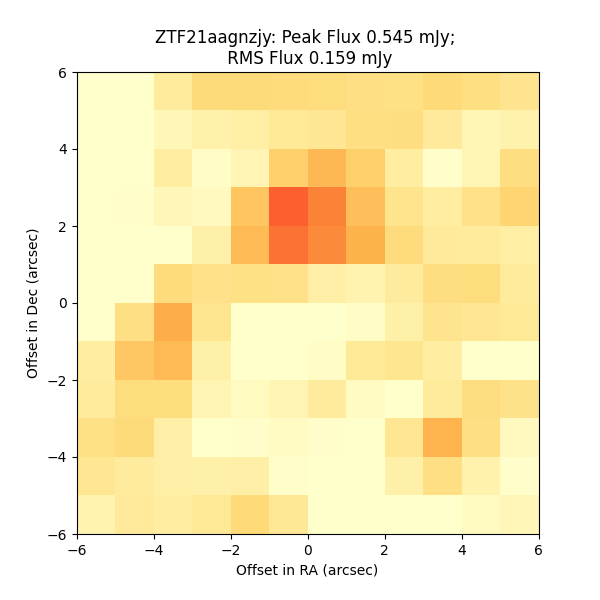 ZTF21aagnzjy: Peak Flux 0.545 mJy;
RMS Flux 0.159 mJy
6
4
2
0
−2
−4
−6
Offset in Dec (arcsec)
−6 −4 −2 0 2 4 6
Offset in RA (arcsec)